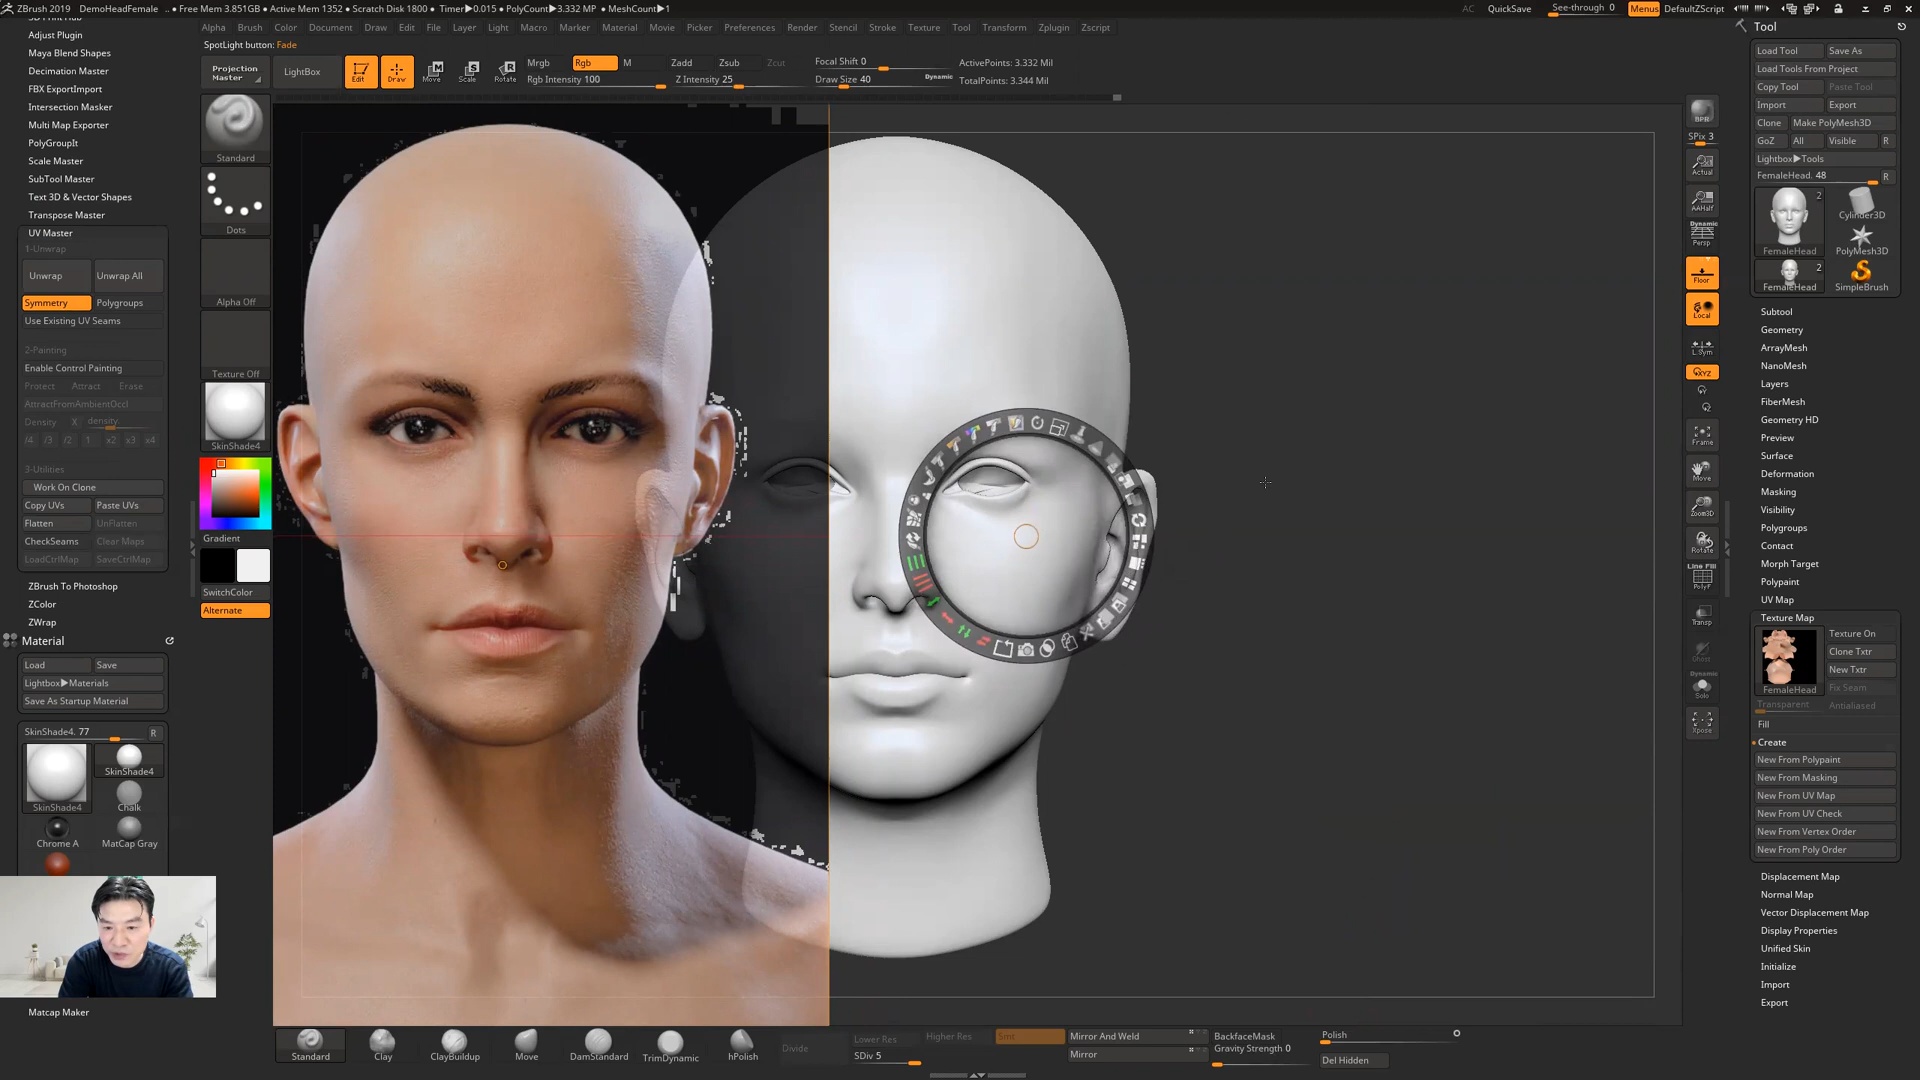 ZBrush 2019 DemoHeadFemale .. • Free Mem 3.851GB • Active Mem 1352 • Scratch Disk 1800 • Timer▶0.015 • PolyCount▶3.332 MP • MeshCount▶1
AC QuickSave See-through 0 Menus DefaultZScript
Alpha Brush Color Document Draw Edit File Layer Light Macro Marker Material Movie Picker Preferences Render Stencil Stroke Texture Tool Transform Zplugin Zscript
SpotLight button: Fade
Projection Master
LightBox
Edit Draw Move Scale Rotate
Mrgb Rgb M Zadd Zsub Zcut
Rgb Intensity 100 Z Intensity 25
Focal Shift 0
Draw Size 40 Dynamic
ActivePoints: 3.332 Mil
TotalPoints: 3.344 Mil
Adjust Plugin
Maya Blend Shapes
Decimation Master
FBX ExportImport
Intersection Masker
Multi Map Exporter
PolyGroupIt
Scale Master
SubTool Master
Text 3D & Vector Shapes
Transpose Master
UV Master
1-Unwrap
Unwrap Unwrap All
Symmetry Polygroups
Use Existing UV Seams
2-Painting
Enable Control Painting
Protect Attract Erase
AttractFromAmbientOccl
Density X density.
/4 /3 /2 1 x2 x3 x4
3-Utilities
Work On Clone
Copy UVs Paste UVs
Flatten UnFlatten
CheckSeams Clear Maps
LoadCtrlMap SaveCtrlMap
ZBrush To Photoshop
ZColor
ZWrap
Material
Load Save
Lightbox▶Materials
Save As Startup Material
SkinShade4. 77 R
SkinShade4 SkinShade4
Chalk
Chrome A MatCap Gray
Matcap Maker
Standard
Dots
Alpha Off
Texture Off
SkinShade4
Gradient
SwitchColor
Alternate
BPR
SPix 3
Actual
AAHalf
Dynamic
Persp
Floor
Local
L.Sym
XYZ
Frame
Move
Zoom3D
Rotate
Line Fill
PolyF
Transp
Ghost
Dynamic
Solo
Xpose
Tool
Load Tool Save As
Load Tools From Project
Copy Tool Paste Tool
Import Export
Clone Make PolyMesh3D
GoZ All Visible R
Lightbox▶Tools
FemaleHead. 48 R
2
FemaleHead Cylinder3D
PolyMesh3D
2
FemaleHead SimpleBrush
Subtool
Geometry
ArrayMesh
NanoMesh
Layers
FiberMesh
Geometry HD
Preview
Surface
Deformation
Masking
Visibility
Polygroups
Contact
Morph Target
Polypaint
UV Map
Texture Map
Texture On
Clone Txtr
New Txtr
FemaleHead Fix Seam
Transparent Antialiased
Fill
Create
New From Polypaint
New From Masking
New From UV Map
New From UV Check
New From Vertex Order
New From Poly Order
Displacement Map
Normal Map
Vector Displacement Map
Display Properties
Unified Skin
Initialize
Import
Export
Standard Clay ClayBuildup Move DamStandard TrimDynamic hPolish
Divide
Lower Res Higher Res
SDiv 5
Smt
Mirror And Weld
Mirror
BackfaceMask
Gravity Strength 0
Polish
Del Hidden